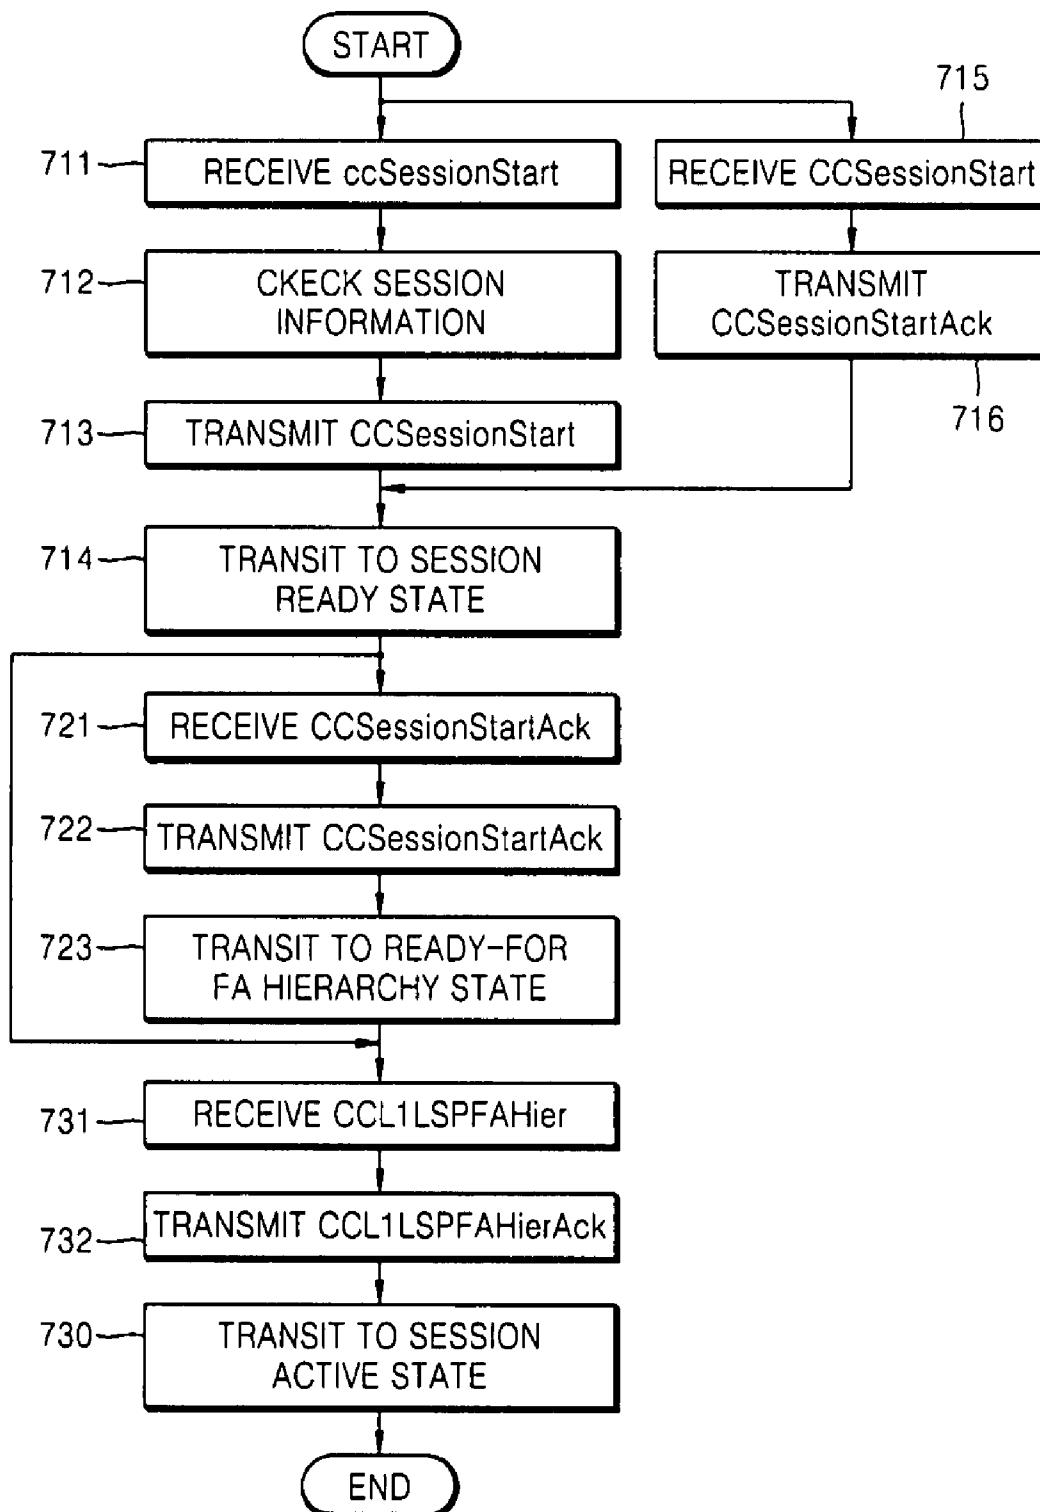 START
715
711
RECEIVE ccSessionStart
RECEIVE CCSessionStart
712
CKECK SESSION
INFORMATION
TRANSMIT
CCSessionStartAck
713
TRANSMIT CCSessionStart
716
714
TRANSIT TO SESSION
READY STATE
721
RECEIVE CCSessionStartAck
722
TRANSMIT CCSessionStartAck
723
TRANSIT TO READY-FOR
FA HIERARCHY STATE
731
RECEIVE CCL1LSPFAHier
732
TRANSMIT CCL1LSPFAHierAck
730
TRANSIT TO SESSION
ACTIVE STATE
END